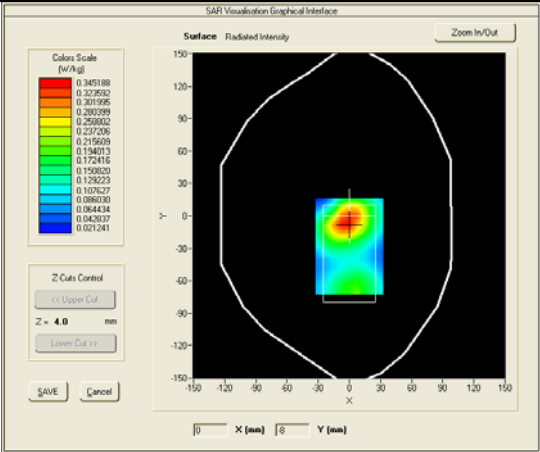 SAR Visualisation Graphical Interface
Surface Radiated Intensity
Zoom In/Out
Colors Scale
(W/kg)
0.345188
0.323592
0.301995
0.280399
0.258802
0.237206
0.215609
0.194013
0.172416
0.150820
0.129223
0.107627
0.086030
0.064434
0.042837
0.021241
Z-Cuts Control
<< Upper Cut
Z = 4.0 mm
Lower Cut >>
SAVE Cancel
150
120
90
60
30
0
-30
-60
-90
-120
-150
Y
-150 -120 -90 -60 -30 0 30 60 90 120 150
X
0 X (mm) -8 Y (mm)